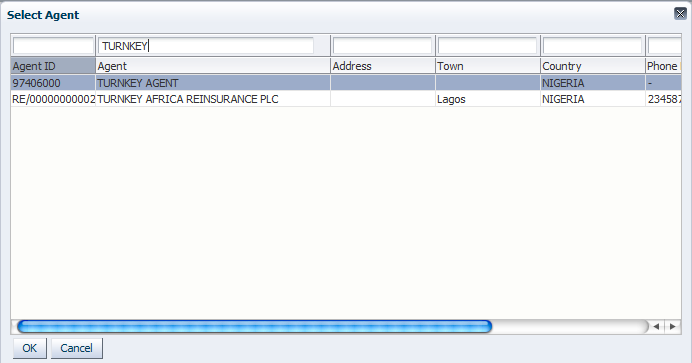 Select Agent
TURNKEY
Agent ID Agent Address Town Country Phone
97406000 TURNKEY AGENT NIGERIA -
RE/00000000002 TURNKEY AFRICA REINSURANCE PLC Lagos NIGERIA 234587
OK Cancel